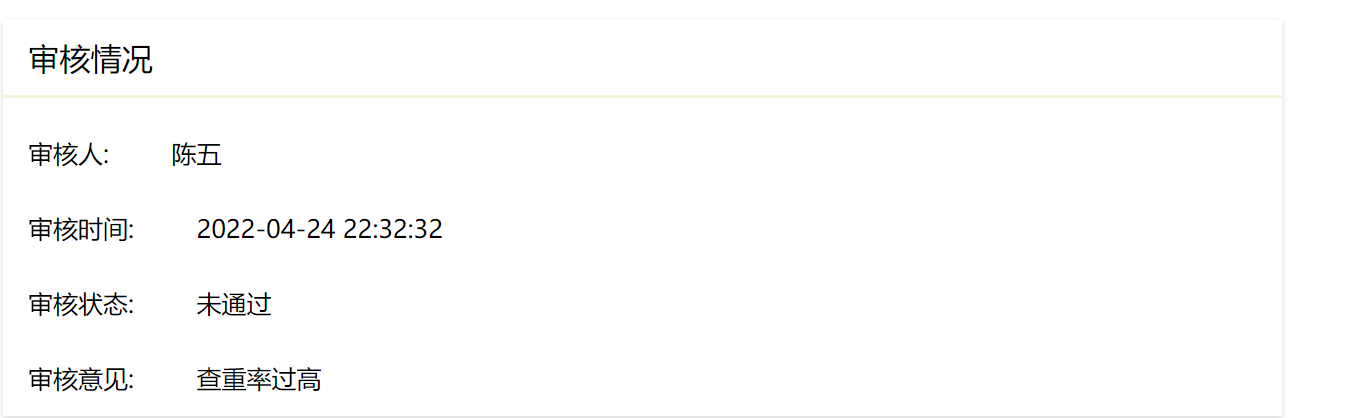 审核情况
审核人: 陈五
审核时间: 2022-04-24 22:32:32
审核状态: 未通过
审核意见: 查重率过高